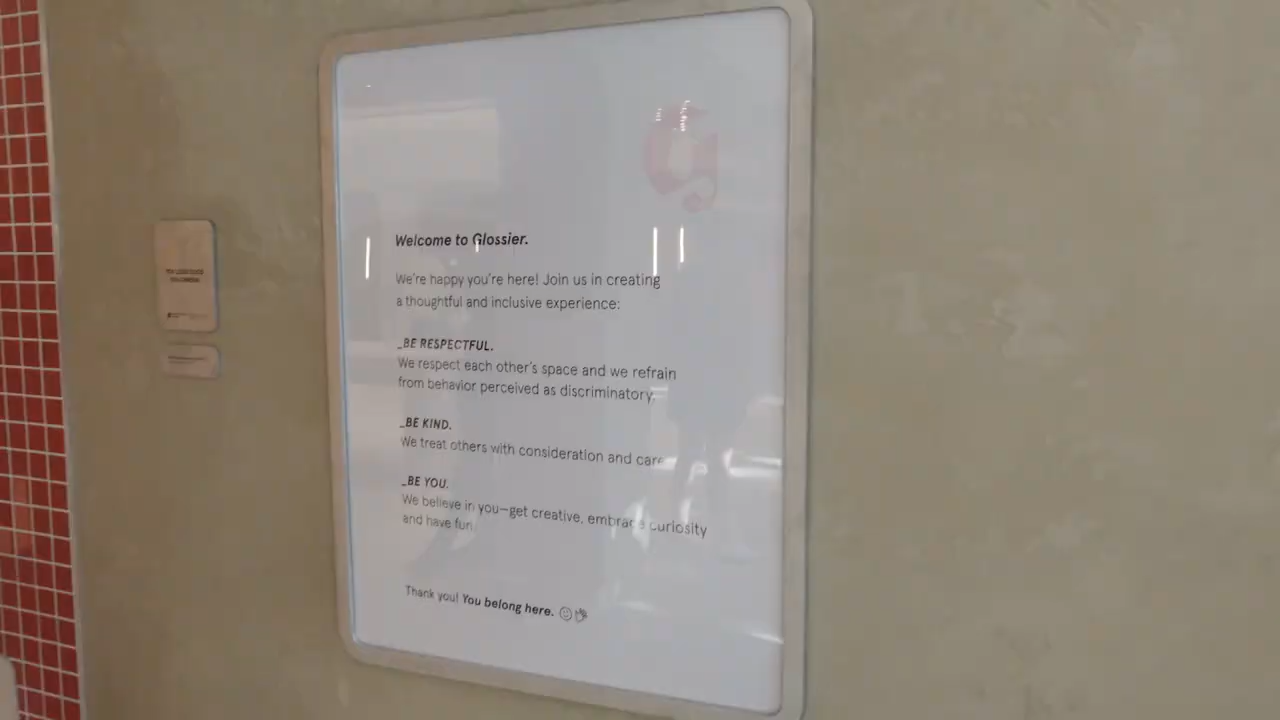 Welcome to Glossier.
We're happy you're here! Join us in creating
a thoughtful and inclusive experience:
_BE RESPECTFUL.
We respect each other's space and we refrain
from behavior perceived as discriminatory.
_BE KIND.
We treat others with consideration and care
_BE YOU.
We believe in you—get creative, embrace curiosity
and have fun
Thank you! You belong here.